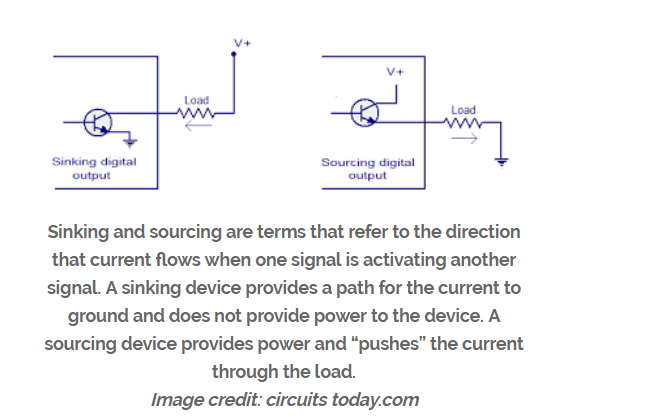 V+
Load
Sinking digital
output
V+
Load
Sourcing digital
output
Sinking and sourcing are terms that refer to the direction
that current flows when one signal is activating another
signal. A sinking device provides a path for the current to
ground and does not provide power to the device. A
sourcing device provides power and “pushes” the current
through the load.
Image credit: circuits today.com